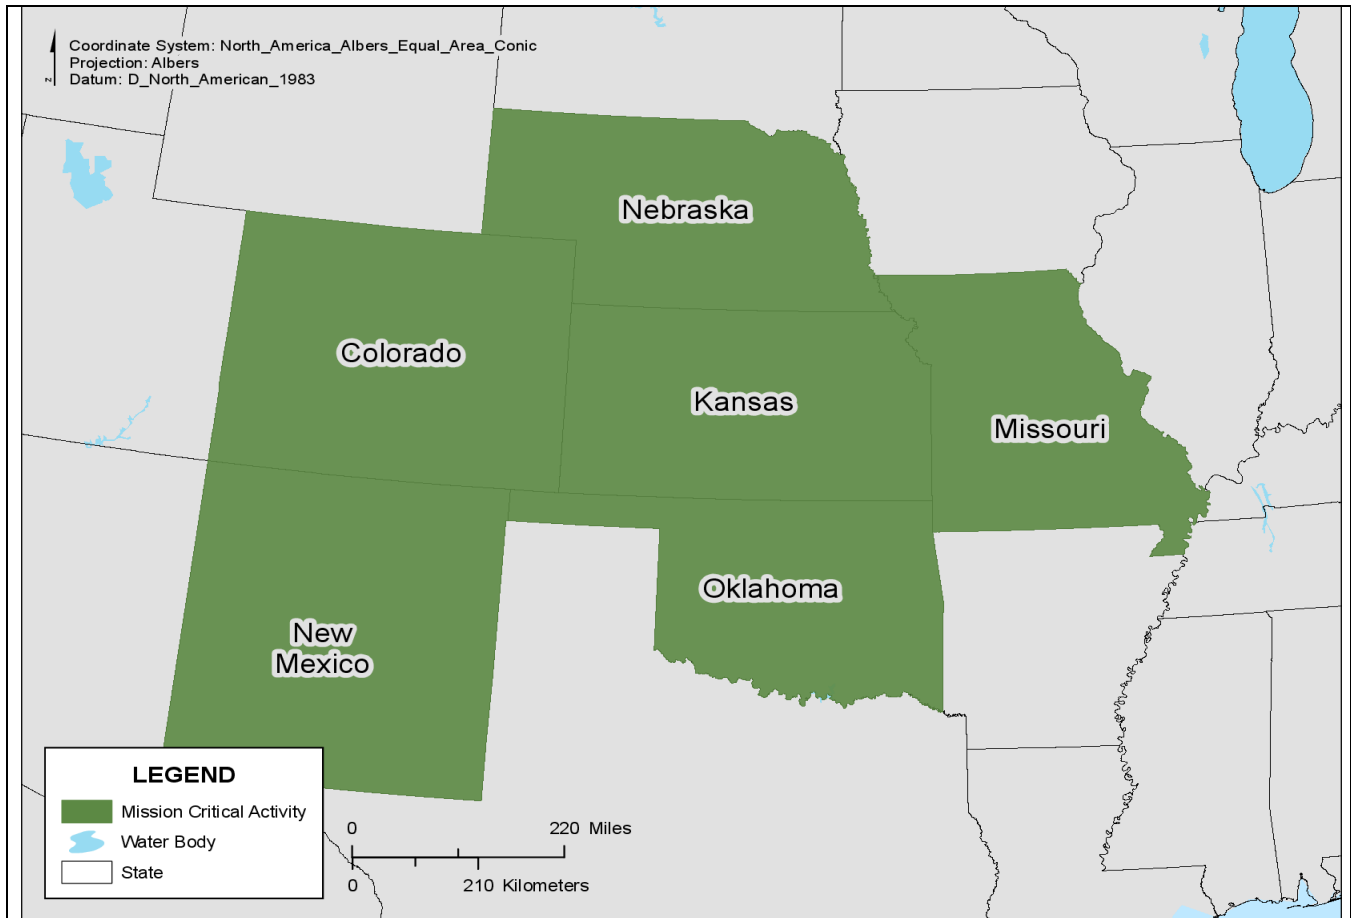 Coordinate System: North_America_Albers_Equal_Area_Conic
Projection: Albers
Datum: D_North_American_1983
N
Nebraska
Colorado
Kansas
Missouri
Oklahoma
New
Mexico
LEGEND
Mission Critical Activity
Water Body
State
0 220 Miles
0 210 Kilometers